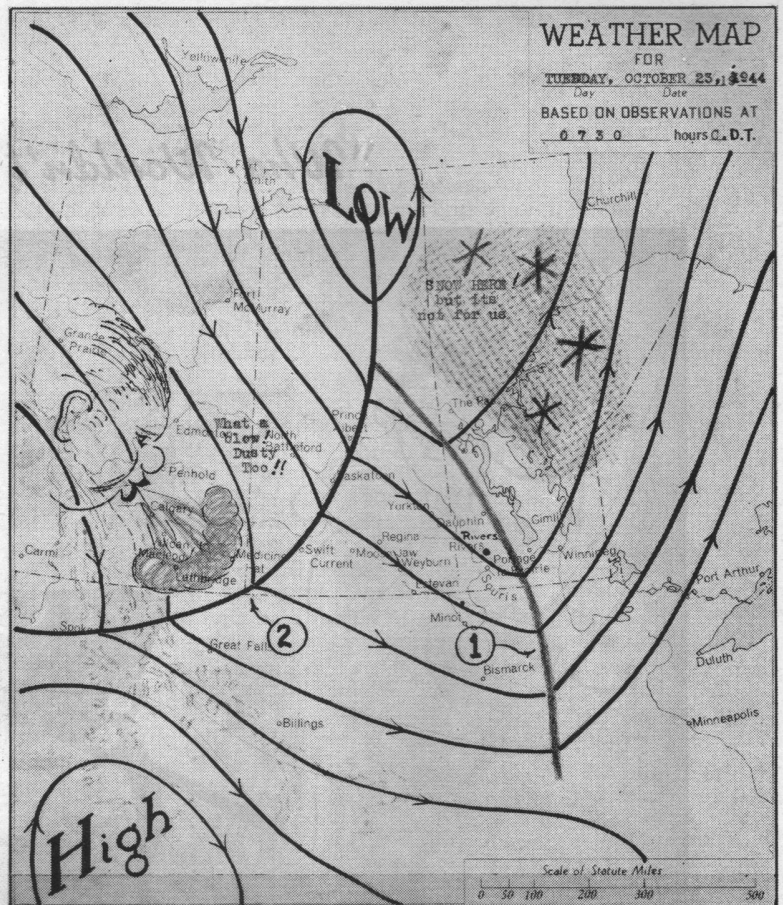 WEATHER MAP
FOR
TUESDAY, OCTOBER 23, 1944
Day Date
BASED ON OBSERVATIONS AT
0730 hours C.D.T.
Yellowknife
Smith
LOW
Churchill
SNOW HERE!
but its
not for us
Fort
McMurray
Grande
Prairie
The
Prince
Albert
What a
Blow!
Dusty
Too!!
North
Battleford
Edmonton
Penhold
Saskatoon
Yorkton
Calgary
Dauphin
Gimli
Regina
Rivers
Rivers
Swift
Current
Moose Jaw
Weyburn
Portage
Winnipeg
Carmi
Macleod
Medicine
Hat
Lethbridge
Estevan
Souris
Port Arthur
Minot
Spok
2
1
Great Falls
Bismarck
Duluth
Billings
Minneapolis
High
Scale of Statute Miles
0 50 100 200 300 500